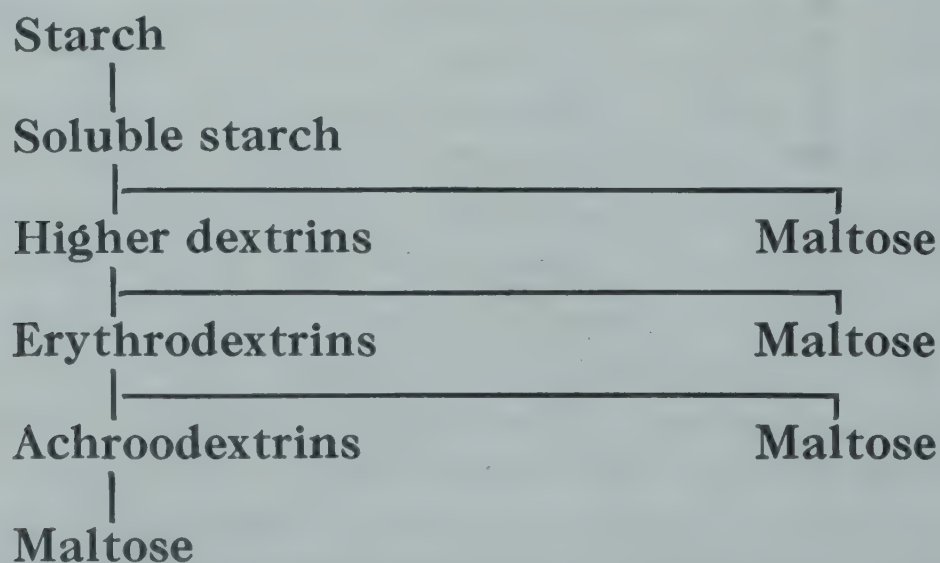 Starch
Soluble starch
Higher dextrins Maltose
Erythrodextrins Maltose
Achroodextrins Maltose
Maltose